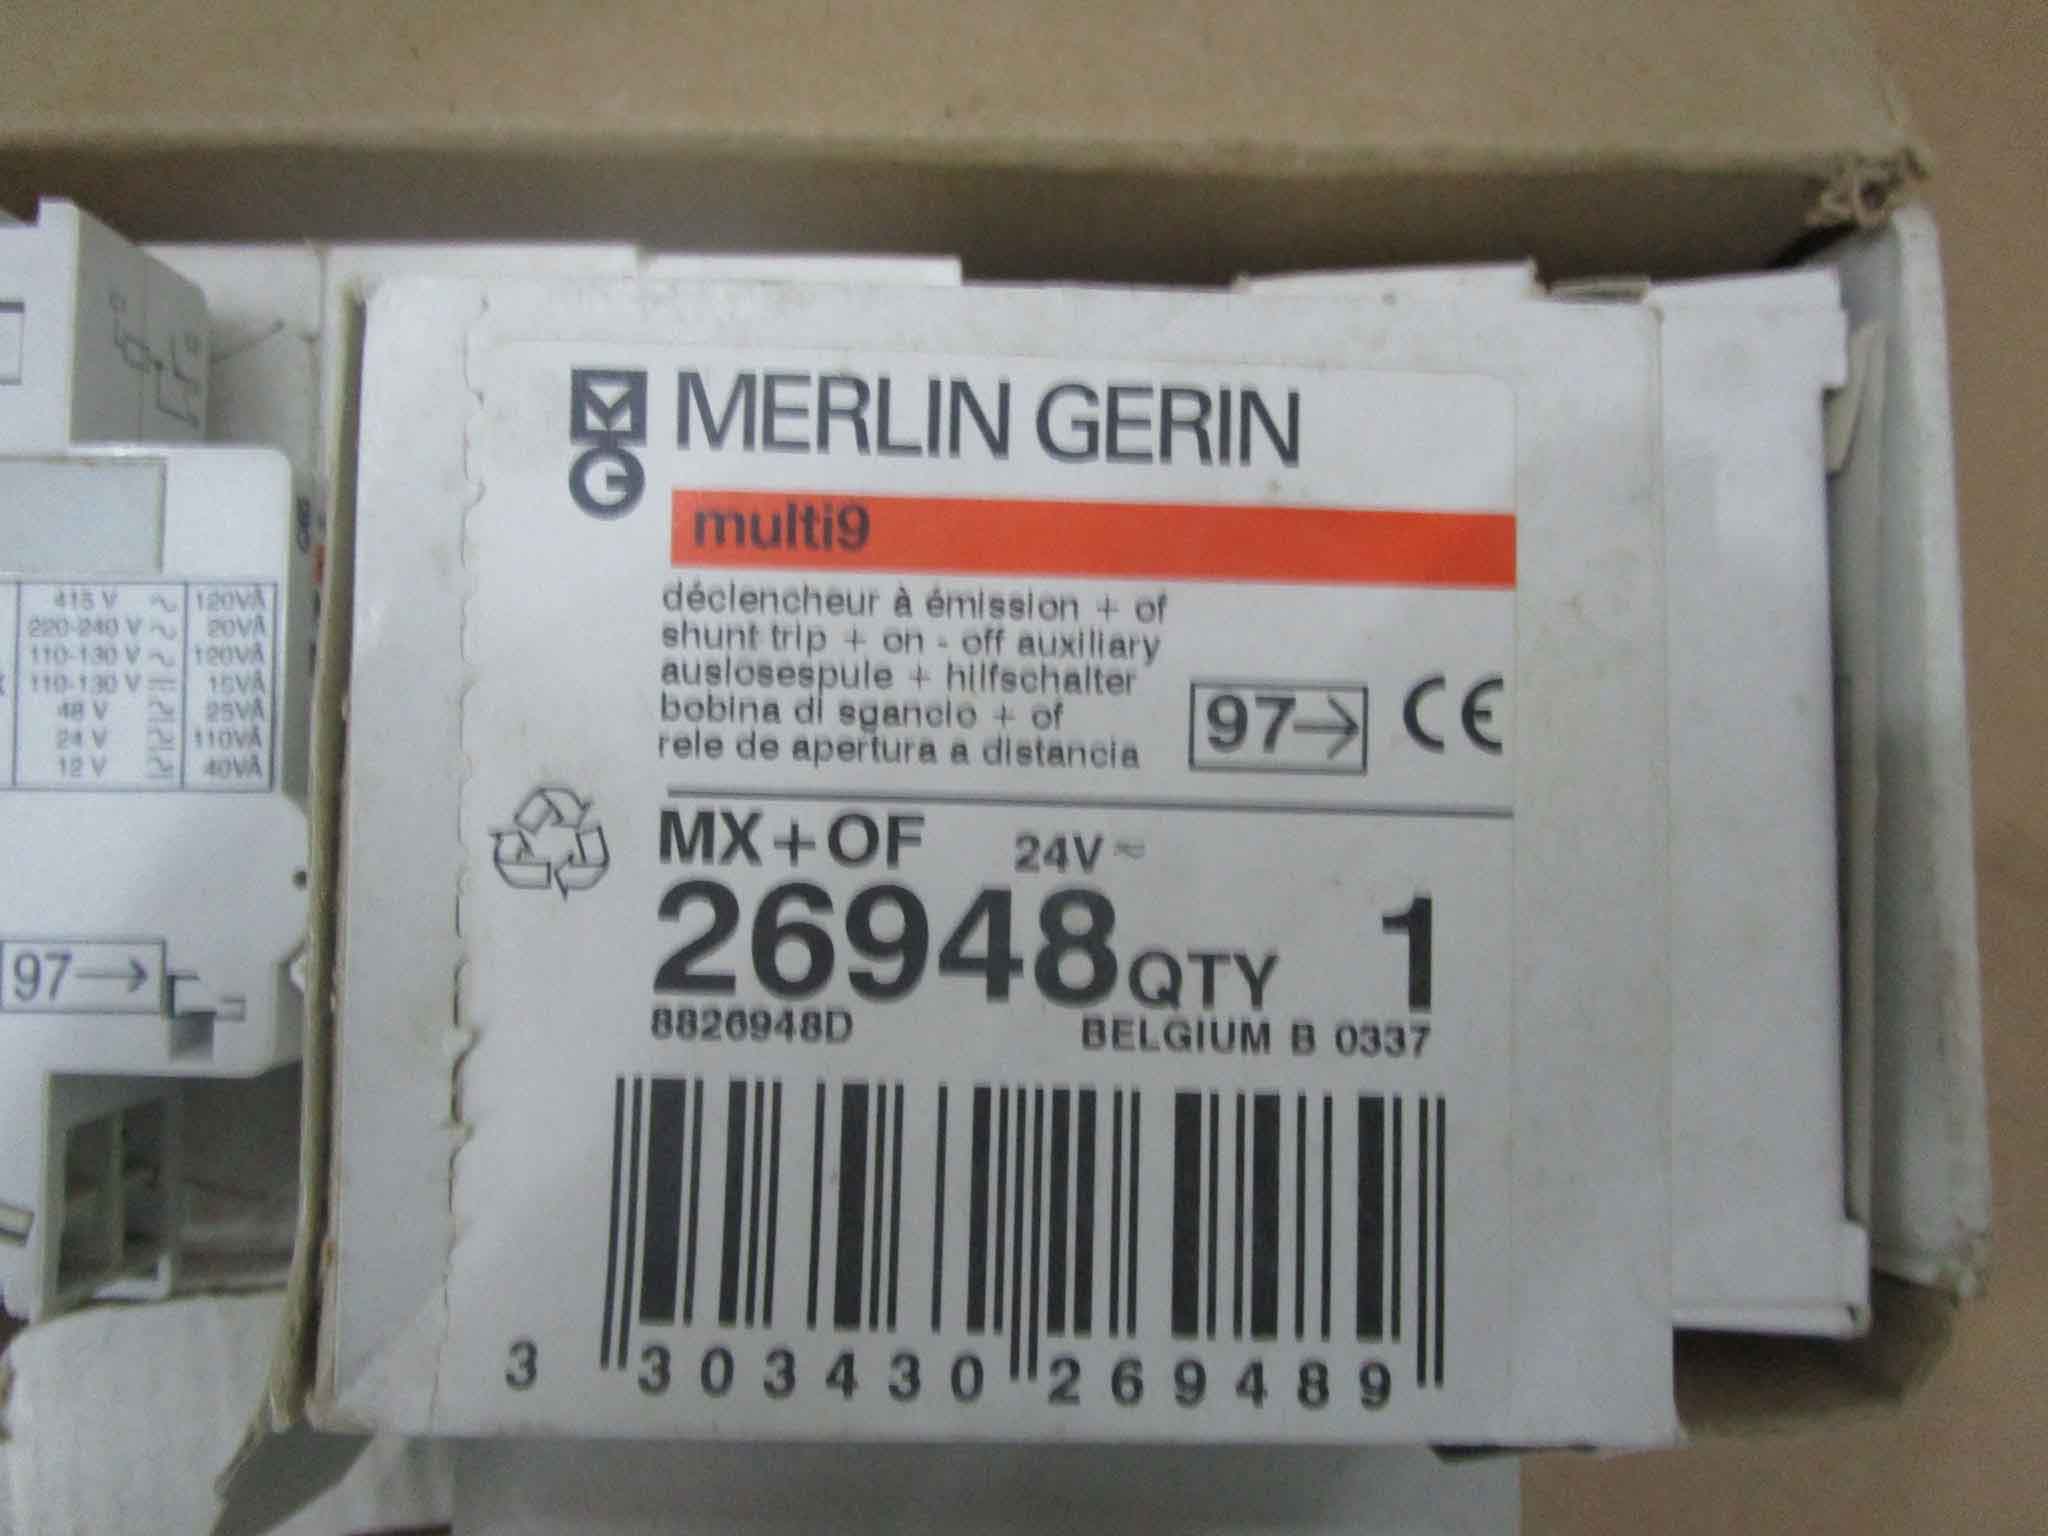 MG MERLIN GERIN
multi9
déclencheur à émission + of
shunt trip + on - off auxiliary
auslosespule + hilfschalter
bobina di sgancio + of
rele de apertura a distancia
97→ CE
MX+OF 24V
26948 QTY 1
8826948D BELGIUM B 0337
3 303430 269489
415 V ~ 120VA
220-240 V ~ 20VA
110-130 V ~ 120VA
110-130 V 15VA
48 V 25VA
24 V 110VA
12 V 40VA
97→